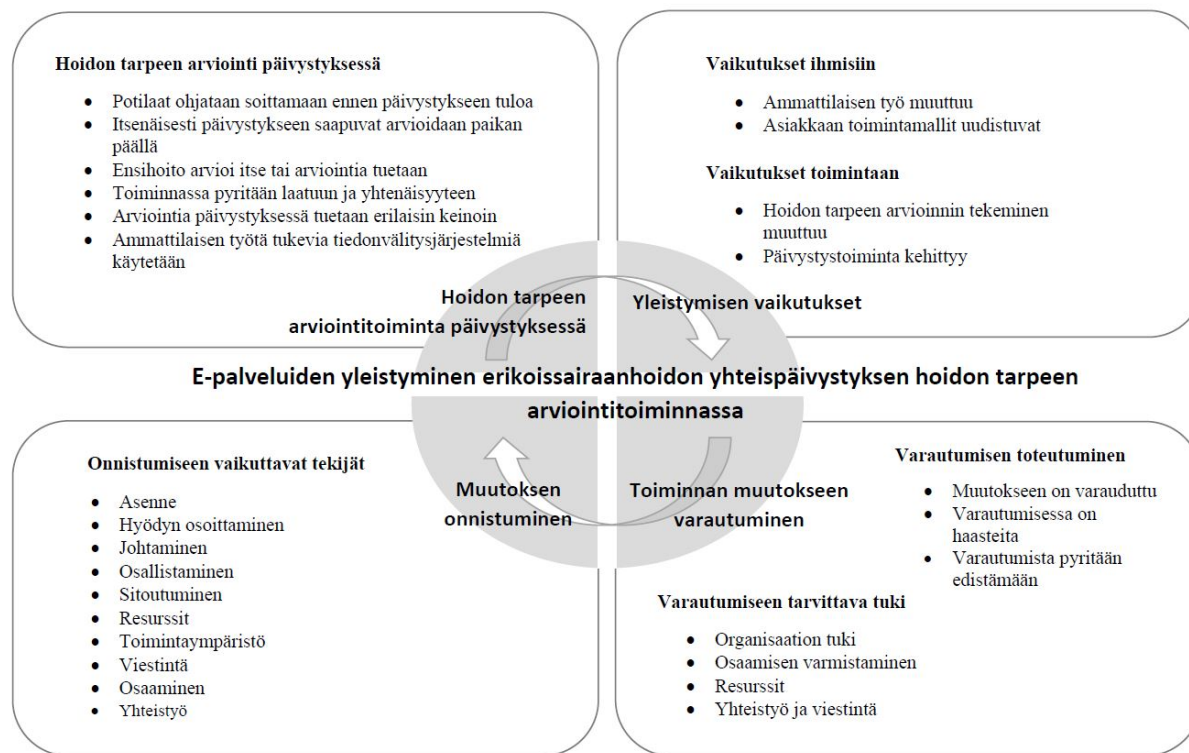 Hoidon tarpeen arviointi päivystyksessä
• Potilaat ohjataan soittamaan ennen päivystykseen tuloa
• Itsenäisesti päivystykseen saapuvat arvioidaan paikan
päällä
• Ensihoito arvioi itse tai arviointia tuetaan
• Toiminnassa pyritään laatuun ja yhtenäisyyteen
• Arviointia päivystyksessä tuetaan erilaisin keinoin
• Ammattilaisen työtä tukevia tiedonvälitysjärjestelmiä
käytetään
Hoidon tarpeen
arviointitoiminta päivystyksessä
Vaikutukset ihmisiin
• Ammattilaisen työ muuttuu
• Asiakkaan toimintamallit uudistuvat
Vaikutukset toimintaan
• Hoidon tarpeen arvioinnin tekeminen
muuttuu
• Päivystystoiminta kehittyy
Yleistymisen vaikutukset
E-palveluiden yleistyminen erikoissairaanhoidon yhteispäivystyksen hoidon tarpeen
arviointitoiminnassa
Onnistumiseen vaikuttavat tekijät
• Asenne
• Hyödyn osoittaminen
• Johtaminen
• Osallistaminen
• Sitoutuminen
• Resurssit
• Toimintaympäristö
• Viestintä
• Osaaminen
• Yhteistyö
Muutoksen
onnistuminen
Toiminnan muutokseen
varautuminen
Varautumisen toteutuminen
• Muutokseen on varauduttu
• Varautumisessa on
haasteita
• Varautumista pyritään
edistämään
Varautumiseen tarvittava tuki
• Organisaation tuki
• Osaamisen varmistaminen
• Resurssit
• Yhteistyö ja viestintä